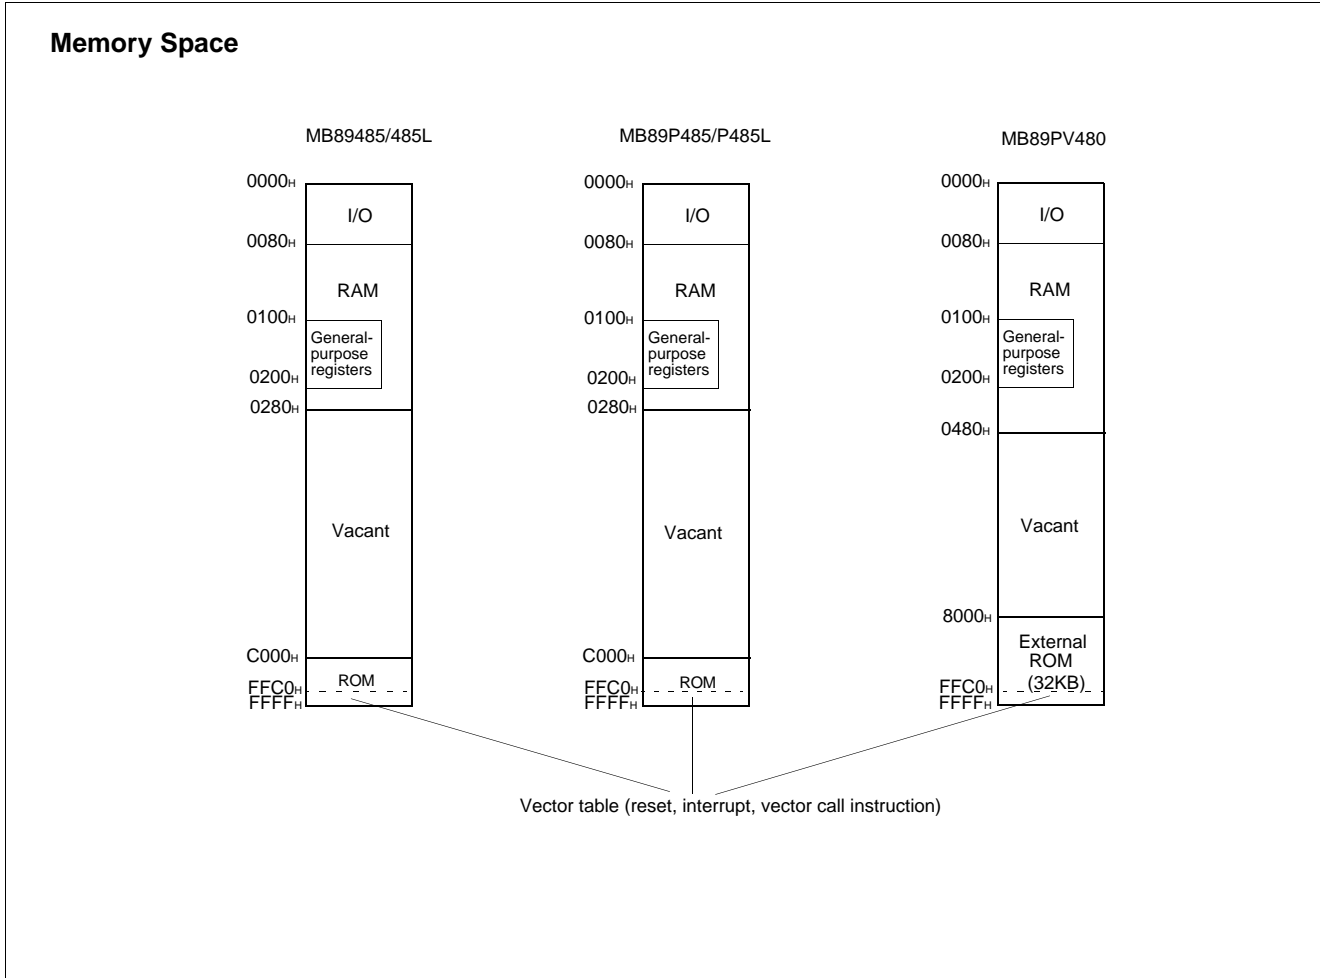 Memory Space
MB89485/485L
0000H
I/O
0080H
RAM
0100H
General-
purpose
registers
0200H
0280H
Vacant
C000H
ROM
FFC0H
FFFFH
MB89P485/P485L
0000H
I/O
0080H
RAM
0100H
General-
purpose
registers
0200H
0280H
Vacant
C000H
ROM
FFC0H
FFFFH
MB89PV480
0000H
I/O
0080H
RAM
0100H
General-
purpose
registers
0200H
0480H
Vacant
8000H
External
ROM
(32KB)
FFC0H
FFFFH
Vector table (reset, interrupt, vector call instruction)